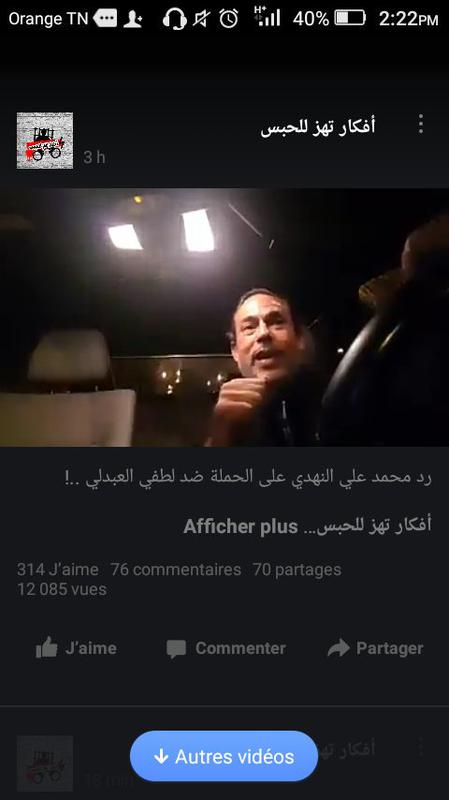 Orange TN H+ 40% 2:22PM
أفكار تهز للحبس
3 h
رد محمد علي النهدي على الحملة ضد لطفي العبدلي ..!
أفكار تهز للحبس... Afficher plus
314 J'aime 76 commentaires 70 partages
12 085 vues
J'aime Commenter Partager
أفكار تهز
18 min
Autres vidéos